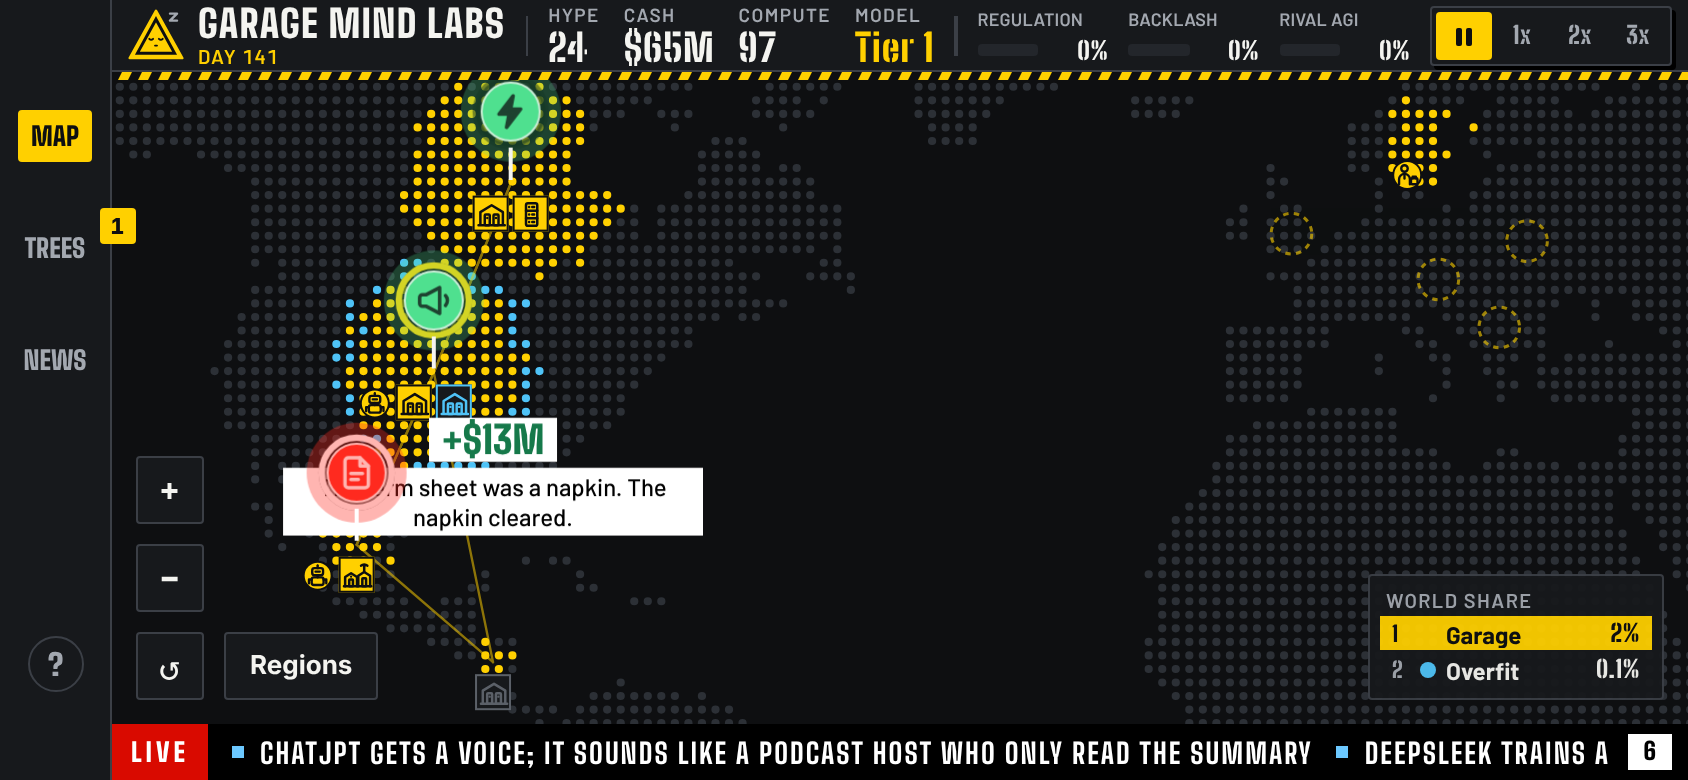 GARAGE MIND LABS
DAY 141
HYPE
24
CASH
$65M
COMPUTE
97
MODEL
Tier 1
REGULATION
0%
BACKLASH
0%
RIVAL AGI
0%
1x
2x
3x
MAP
TREES
1
NEWS
?
z
+$13M
sheet was a napkin. The
napkin cleared.
+
−
↺
Regions
WORLD SHARE
1 Garage 2%
2 Overfit 0.1%
LIVE
CHATJPT GETS A VOICE; IT SOUNDS LIKE A PODCAST HOST WHO ONLY READ THE SUMMARY
DEEPSLEEK TRAINS A
6